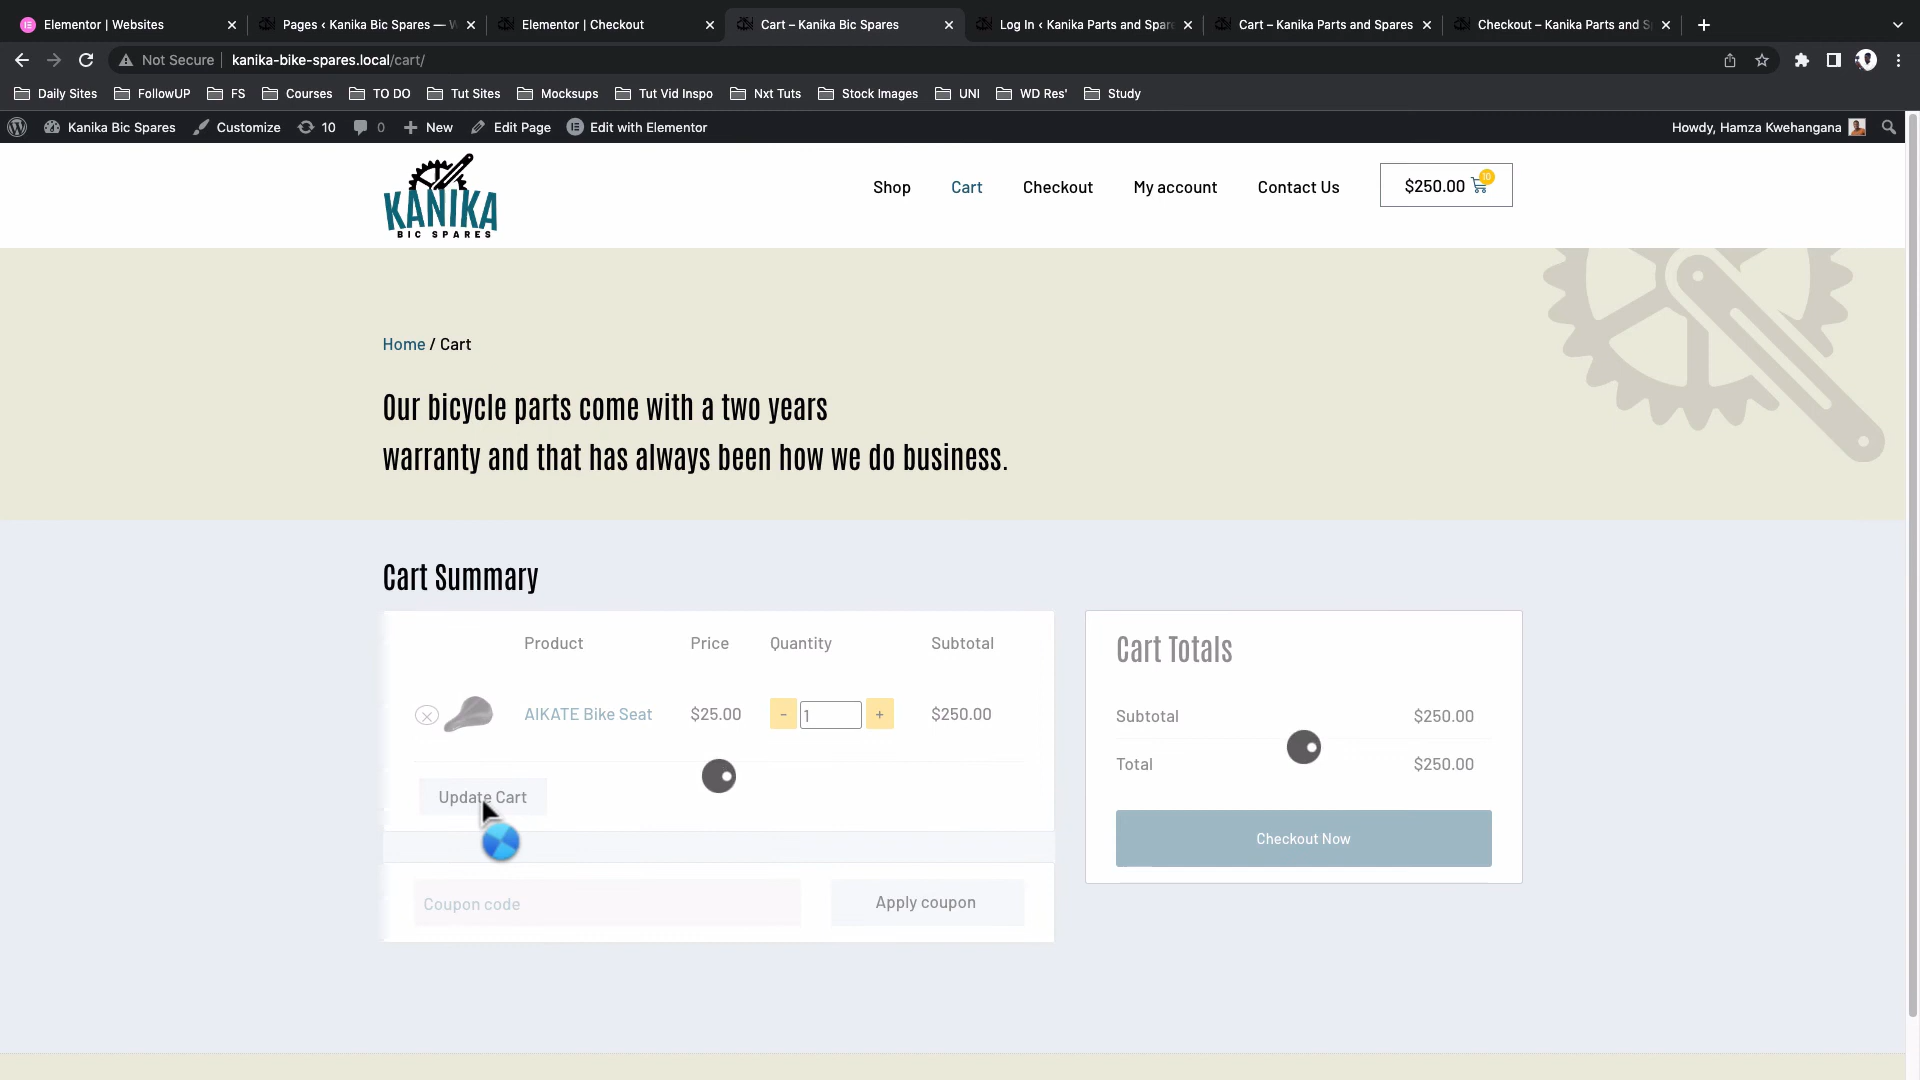 Elementor | Websites
Pages ‹ Kanika Bic Spares — W
Elementor | Checkout
Cart – Kanika Bic Spares
Log In ‹ Kanika Parts and Spare
Cart – Kanika Parts and Spares
Checkout – Kanika Parts and S
Not Secure
kanika-bike-spares.local/cart/
Daily Sites
FollowUP
FS
Courses
TO DO
Tut Sites
Mocksups
Tut Vid Inspo
Nxt Tuts
Stock Images
UNI
WD Res'
Study
Kanika Bic Spares
Customize
10
0
New
Edit Page
Edit with Elementor
Howdy, Hamza Kwehangana
KANIKA
BIC SPARES
Shop
Cart
Checkout
My account
Contact Us
$250.00
10
Home / Cart
Our bicycle parts come with a two years
warranty and that has always been how we do business.
Cart Summary
Product Price Quantity Subtotal
AIKATE Bike Seat $25.00 - 1 + $250.00
Update Cart
Coupon code
Apply coupon
Cart Totals
Subtotal $250.00
Total $250.00
Checkout Now